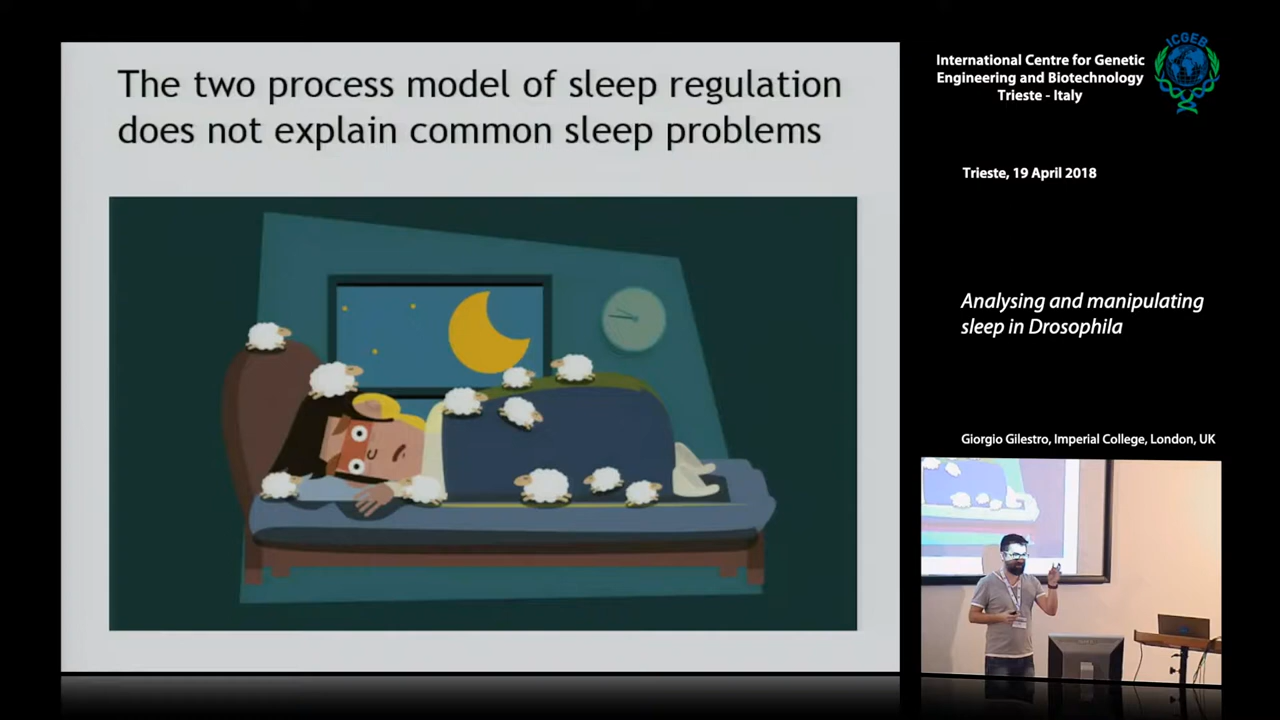 The two process model of sleep regulation
does not explain common sleep problems
International Centre for Genetic
Engineering and Biotechnology
Trieste - Italy
ICGEB
Trieste, 19 April 2018
Analysing and manipulating
sleep in Drosophila
Giorgio Gilestro, Imperial College, London, UK